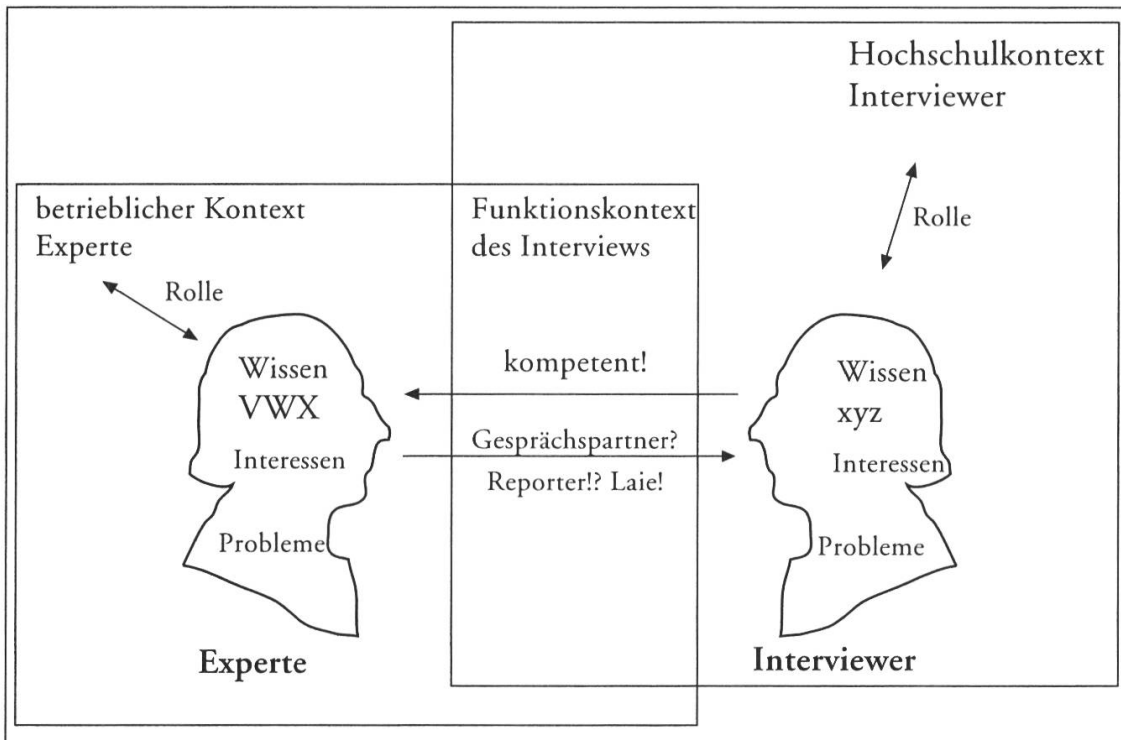 Hochschulkontext
Interviewer
Rolle
betrieblicher Kontext
Experte
Rolle
Funktionskontext
des Interviews
Wissen
VWX
Interessen
Probleme
kompetent!
Gesprächspartner?
Reporter!? Laie!
Wissen
xyz
Interessen
Probleme
Experte
Interviewer